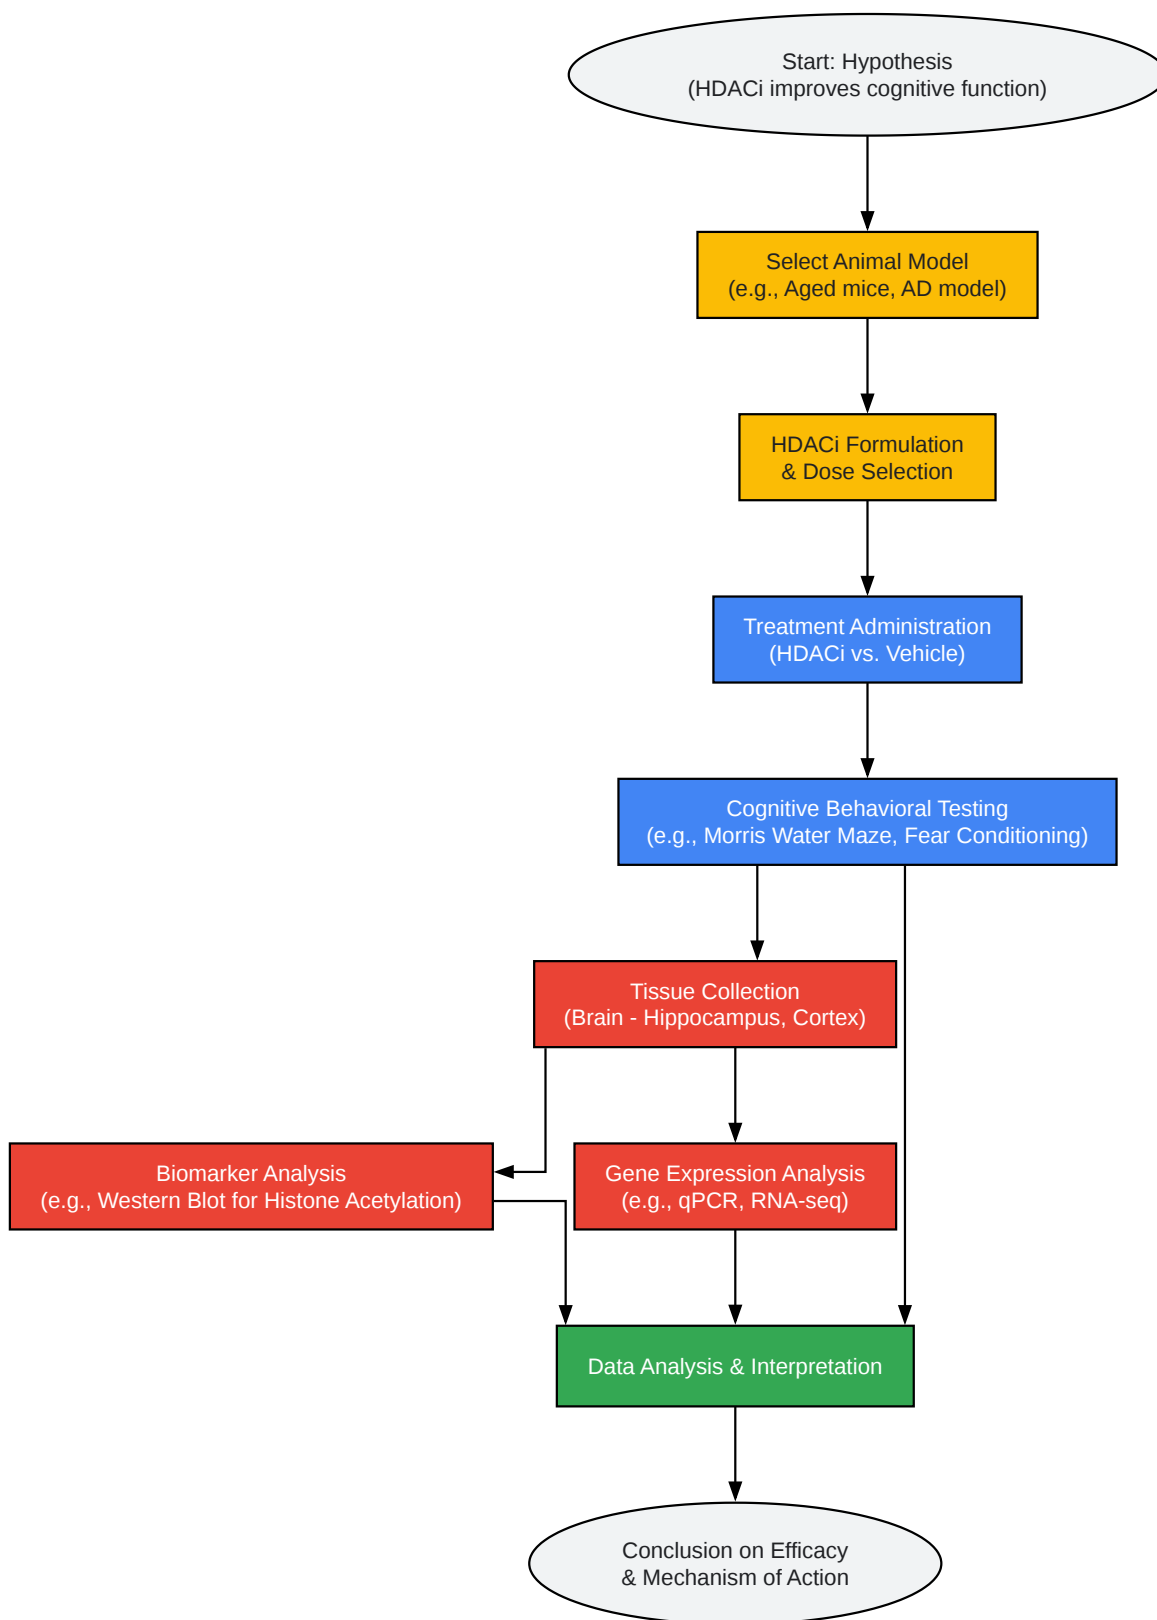 Start: Hypothesis
(HDACi improves cognitive function)
Select Animal Model
(e.g., Aged mice, AD model)
HDACi Formulation
& Dose Selection
Treatment Administration
(HDACi vs. Vehicle)
Cognitive Behavioral Testing
(e.g., Morris Water Maze, Fear Conditioning)
Tissue Collection
(Brain - Hippocampus, Cortex)
Biomarker Analysis
(e.g., Western Blot for Histone Acetylation)
Gene Expression Analysis
(e.g., qPCR, RNA-seq)
Data Analysis & Interpretation
Conclusion on Efficacy
& Mechanism of Action